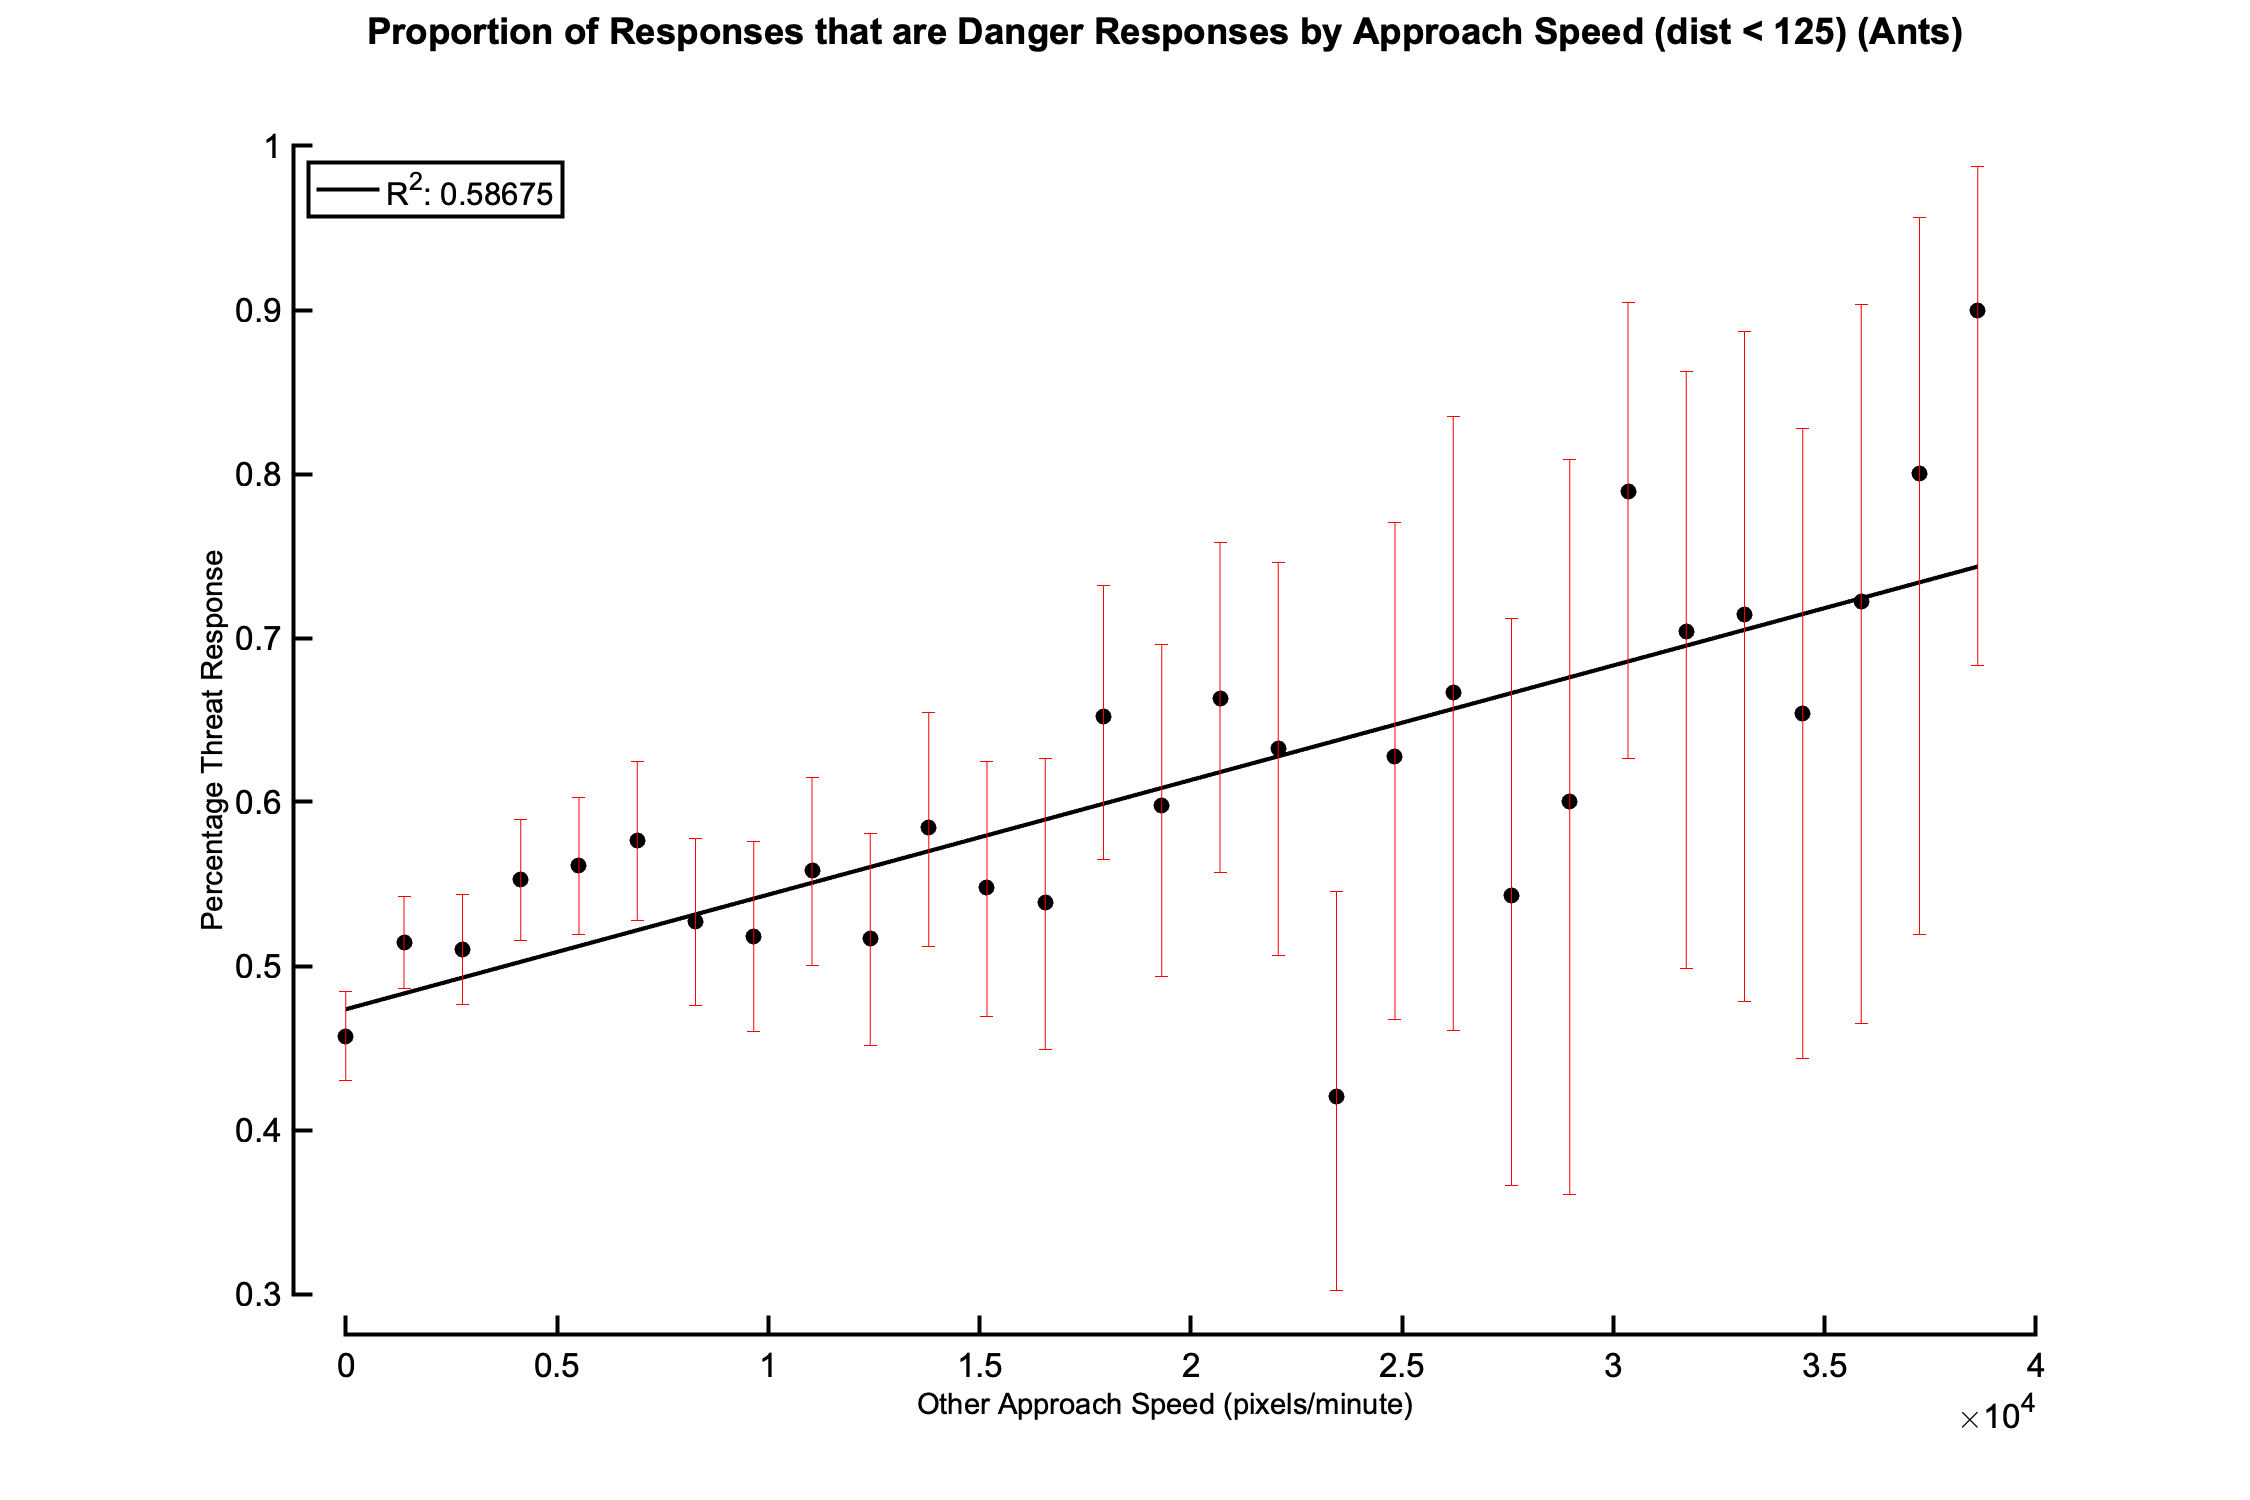 Proportion of Responses that are Danger Responses by Approach Speed (dist < 125) (Ants)
R²: 0.58675
Percentage Threat Response
1
0.9
0.8
0.7
0.6
0.5
0.4
0.3
0 0.5 1 1.5 2 2.5 3 3.5 4
Other Approach Speed (pixels/minute)
×10⁴